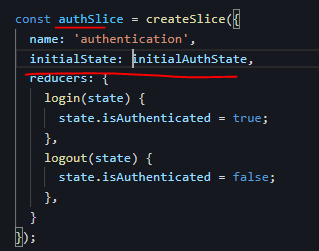 const authSlice = createSlice({
  name: 'authentication',
  initialState: initialAuthState,
  reducers: {
    login(state) {
      state.isAuthenticated = true;
    },
    logout(state) {
      state.isAuthenticated = false;
    },
  }
});